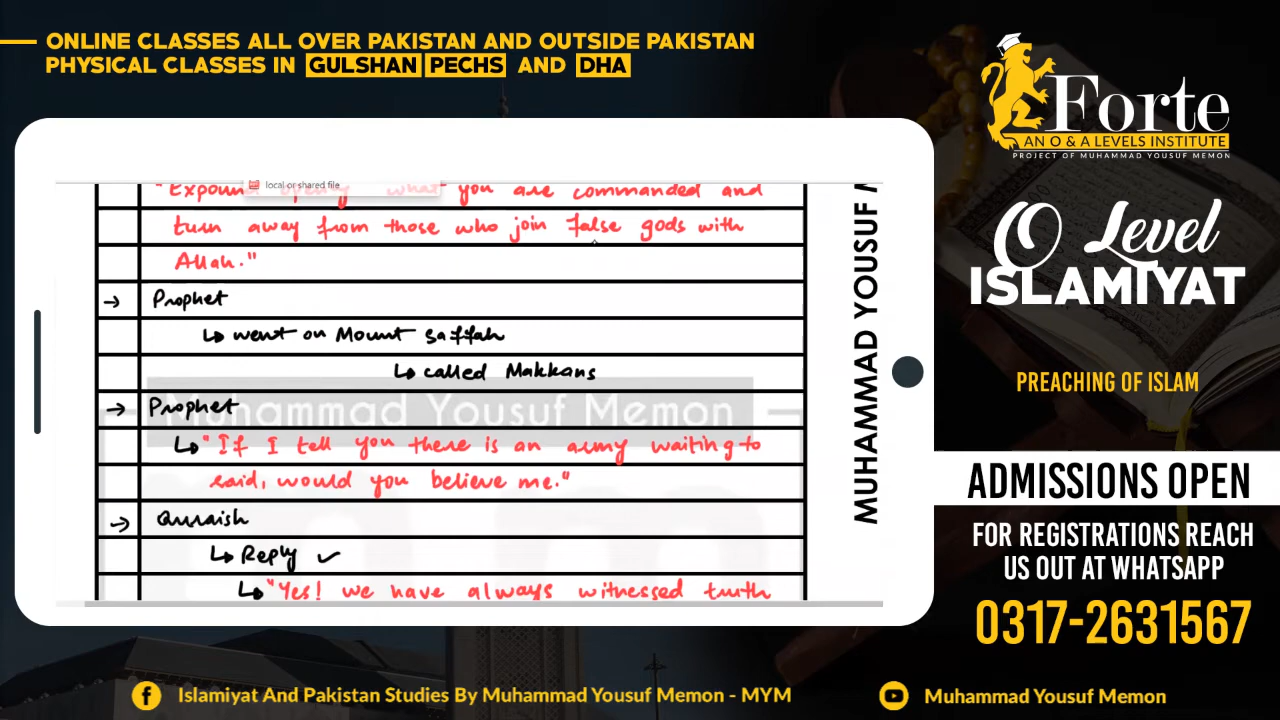 ONLINE CLASSES ALL OVER PAKISTAN AND OUTSIDE PAKISTAN
PHYSICAL CLASSES IN GULSHAN PECHS AND DHA
local or shared file
what you are commanded and
turn away from those who join false gods with
Allah."
→ Prophet
↳ went on Mount Saffah
↳ called Makkans
→ Prophet
Muhammad Yousuf Memon
↳ "If I tell you there is an army waiting to
raid, would you believe me."
→ Quraish
↳ Reply ✓
↳ "Yes! we have always witnessed truth
MUHAMMAD YOUSUF
Forte
AN O & A LEVELS INSTITUTE
PROJECT OF MUHAMMAD YOUSUF MEMON
O Level
ISLAMIYAT
PREACHING OF ISLAM
ADMISSIONS OPEN
FOR REGISTRATIONS REACH
US OUT AT WHATSAPP
0317-2631567
Islamiyat And Pakistan Studies By Muhammad Yousuf Memon - MYM
Muhammad Yousuf Memon